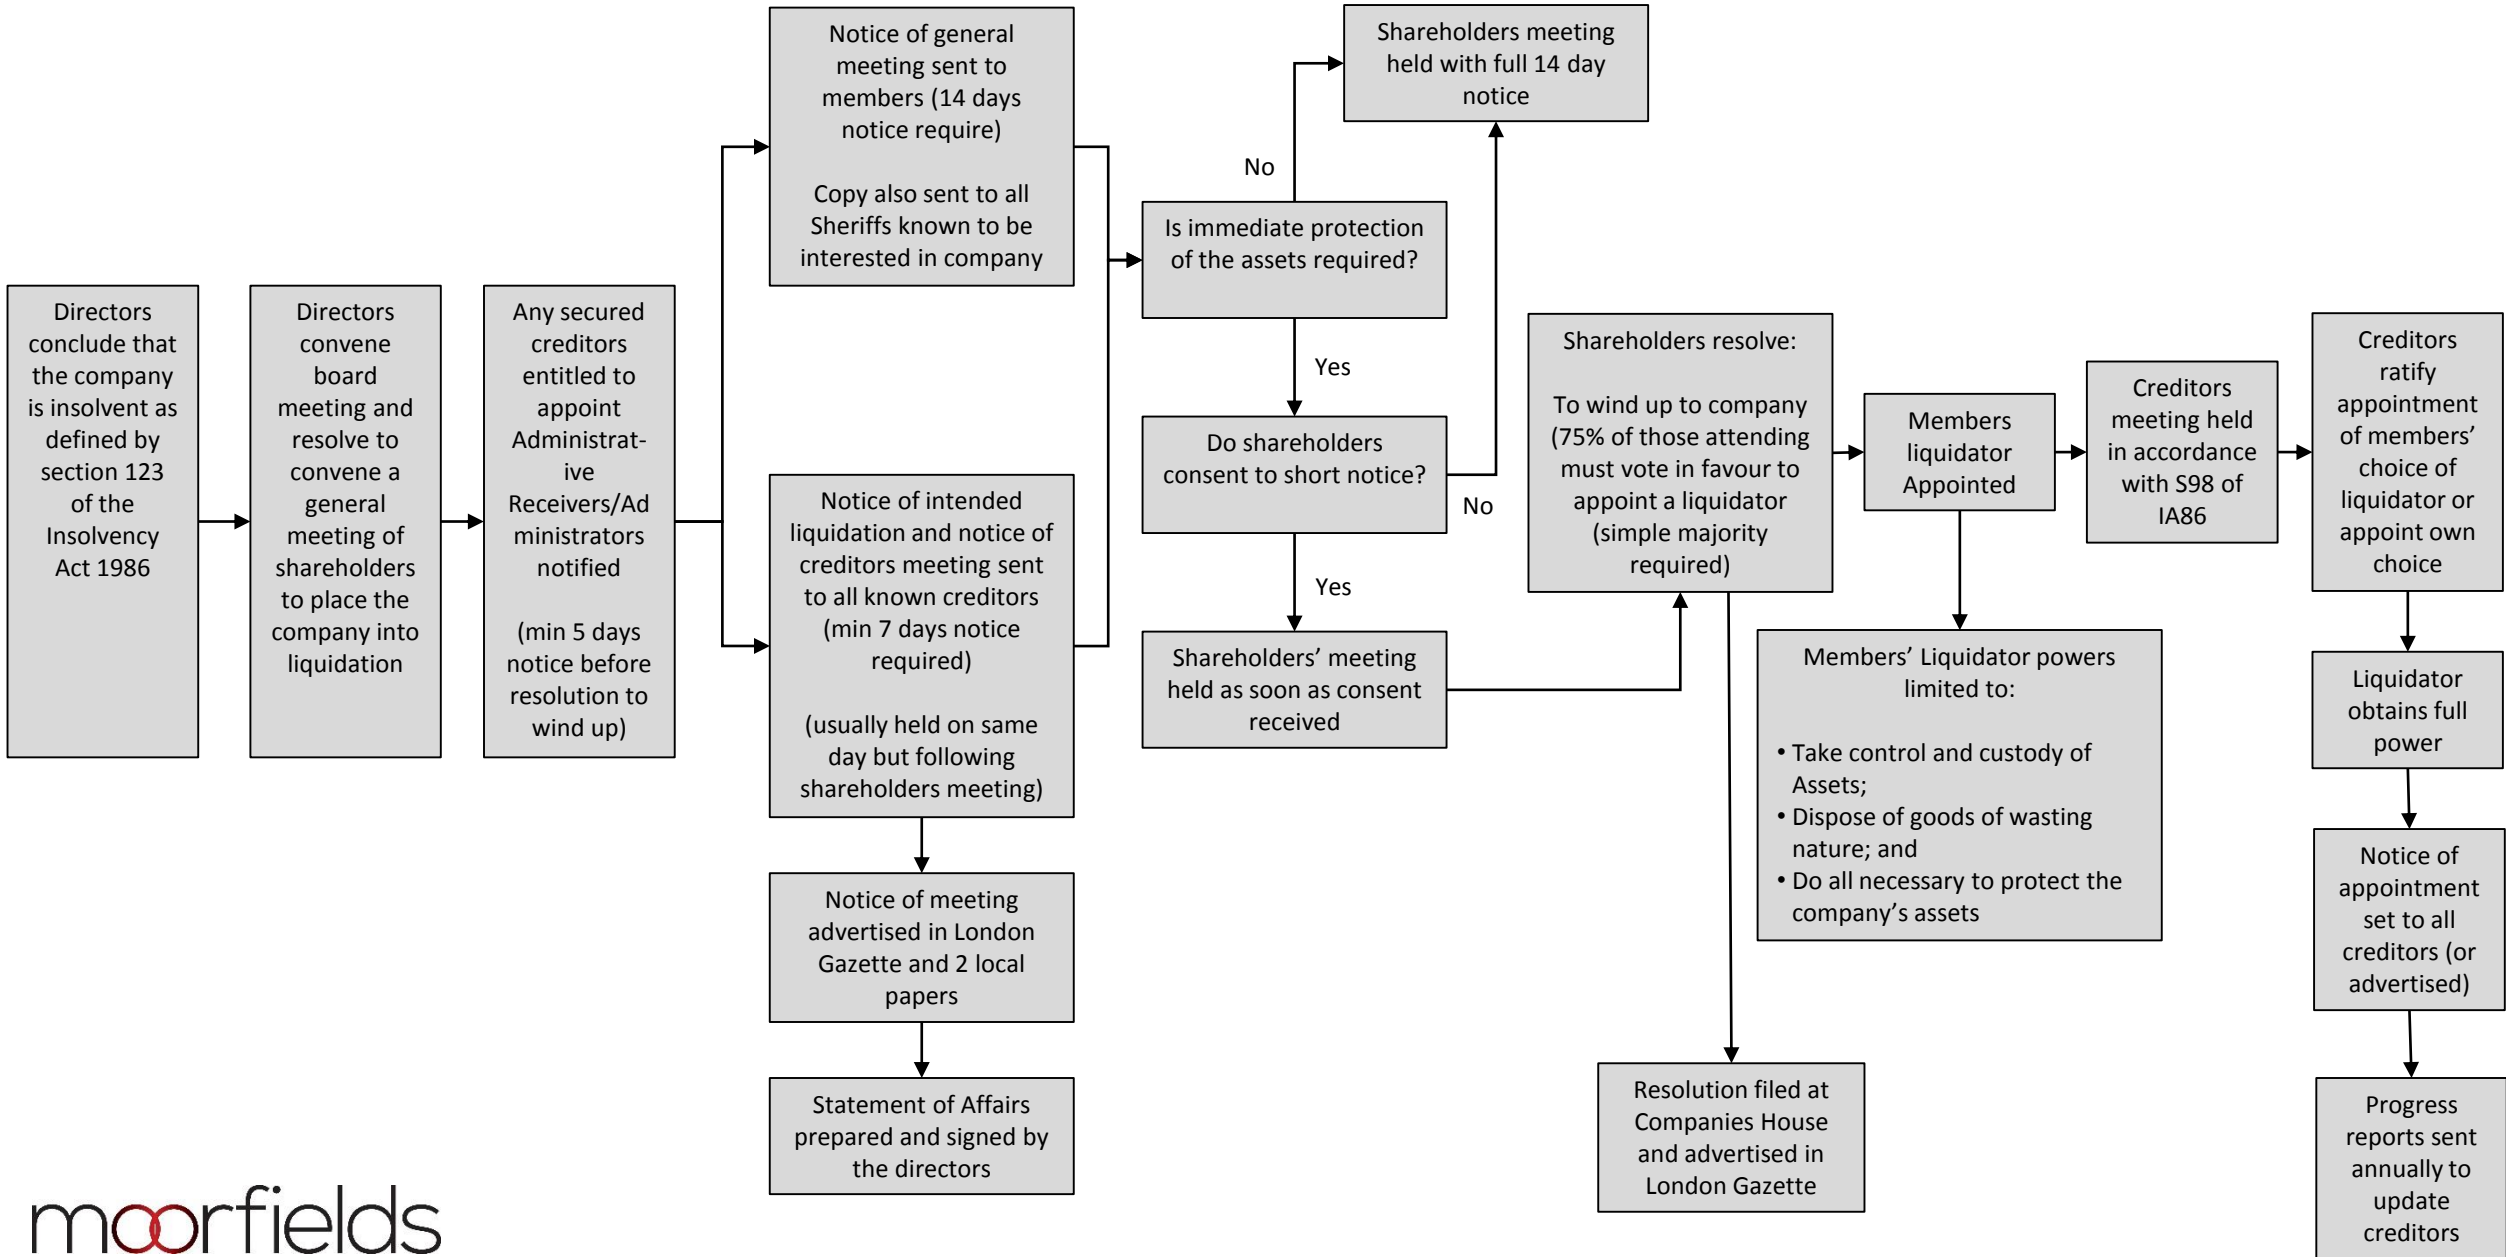 Directors
conclude that
the company
is insolvent as
defined by
section 123
of the
Insolvency
Act 1986
Directors
convene
board
meeting and
resolve to
convene a
general
meeting of
shareholders
to place the
company into
liquidation
Any secured
creditors
entitled to
appoint
Administrat-
ive
Receivers/Ad
ministrators
notified
(min 5 days
notice before
resolution to
wind up)
Notice of general
meeting sent to
members (14 days
notice require)
Copy also sent to all
Sheriffs known to be
interested in company
Notice of intended
liquidation and notice of
creditors meeting sent
to all known creditors
(min 7 days notice
required)
(usually held on same
day but following
shareholders meeting)
Notice of meeting
advertised in London
Gazette and 2 local
papers
Statement of Affairs
prepared and signed by
the directors
Is immediate protection
of the assets required?
No
Shareholders meeting
held with full 14 day
notice
Yes
Do shareholders
consent to short notice?
No
Yes
Shareholders’ meeting
held as soon as consent
received
Shareholders resolve:
To wind up to company
(75% of those attending
must vote in favour to
appoint a liquidator
(simple majority
required)
Resolution filed at
Companies House
and advertised in
London Gazette
Members
liquidator
Appointed
Members’ Liquidator powers
limited to:
• Take control and custody of
Assets;
• Dispose of goods of wasting
nature; and
• Do all necessary to protect the
company’s assets
Creditors
meeting held
in accordance
with S98 of
IA86
Creditors
ratify
appointment
of members’
choice of
liquidator or
appoint own
choice
Liquidator
obtains full
power
Notice of
appointment
set to all
creditors (or
advertised)
Progress
reports sent
annually to
update
creditors
moorfields